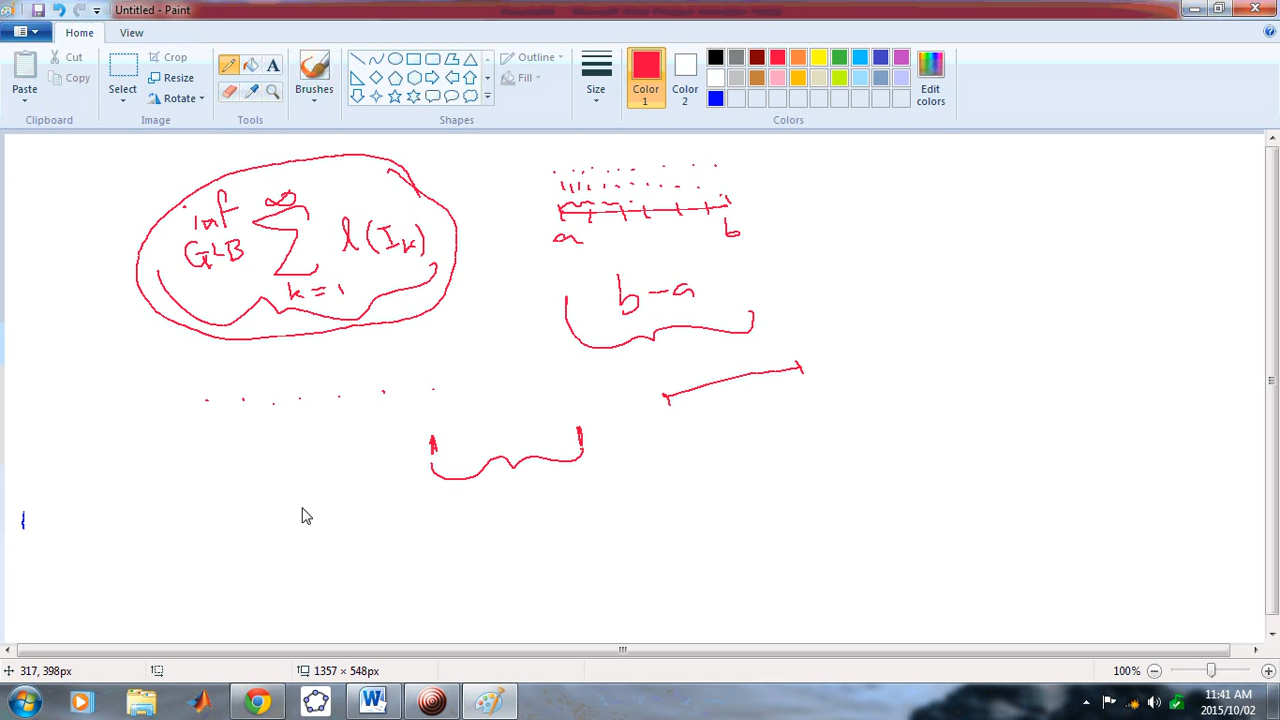 Untitled - Paint
Home View
Paste
Cut
Copy
Clipboard
Select
Crop
Resize
Rotate
Image
Tools
Brushes
Outline
Fill
Shapes
Size
Color 1
Color 2
Edit colors
Colors
inf
GLB
∞
∑
k=1
l(I_k)
a
b
b-a
317, 398px
1357 × 548px
100%
11:41 AM
2015/10/02